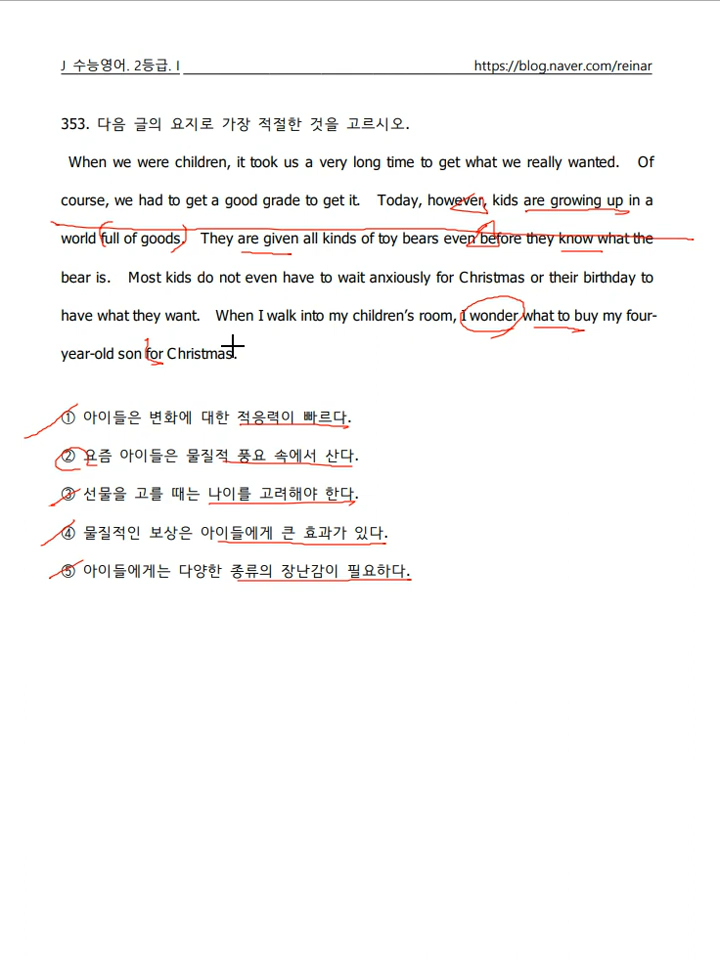 J 수능영어. 2등급. I https://blog.naver.com/reinar
353. 다음 글의 요지로 가장 적절한 것을 고르시오.
When we were children, it took us a very long time to get what we really wanted. Of
course, we had to get a good grade to get it. Today, however, kids are growing up in a
world full of goods. They are given all kinds of toy bears even before they know what the
bear is. Most kids do not even have to wait anxiously for Christmas or their birthday to
have what they want. When I walk into my children's room, I wonder what to buy my four-
year-old son for Christmas.
① 아이들은 변화에 대한 적응력이 빠르다.
② 요즘 아이들은 물질적 풍요 속에서 산다.
③ 선물을 고를 때는 나이를 고려해야 한다.
④ 물질적인 보상은 아이들에게 큰 효과가 있다.
⑤ 아이들에게는 다양한 종류의 장난감이 필요하다.